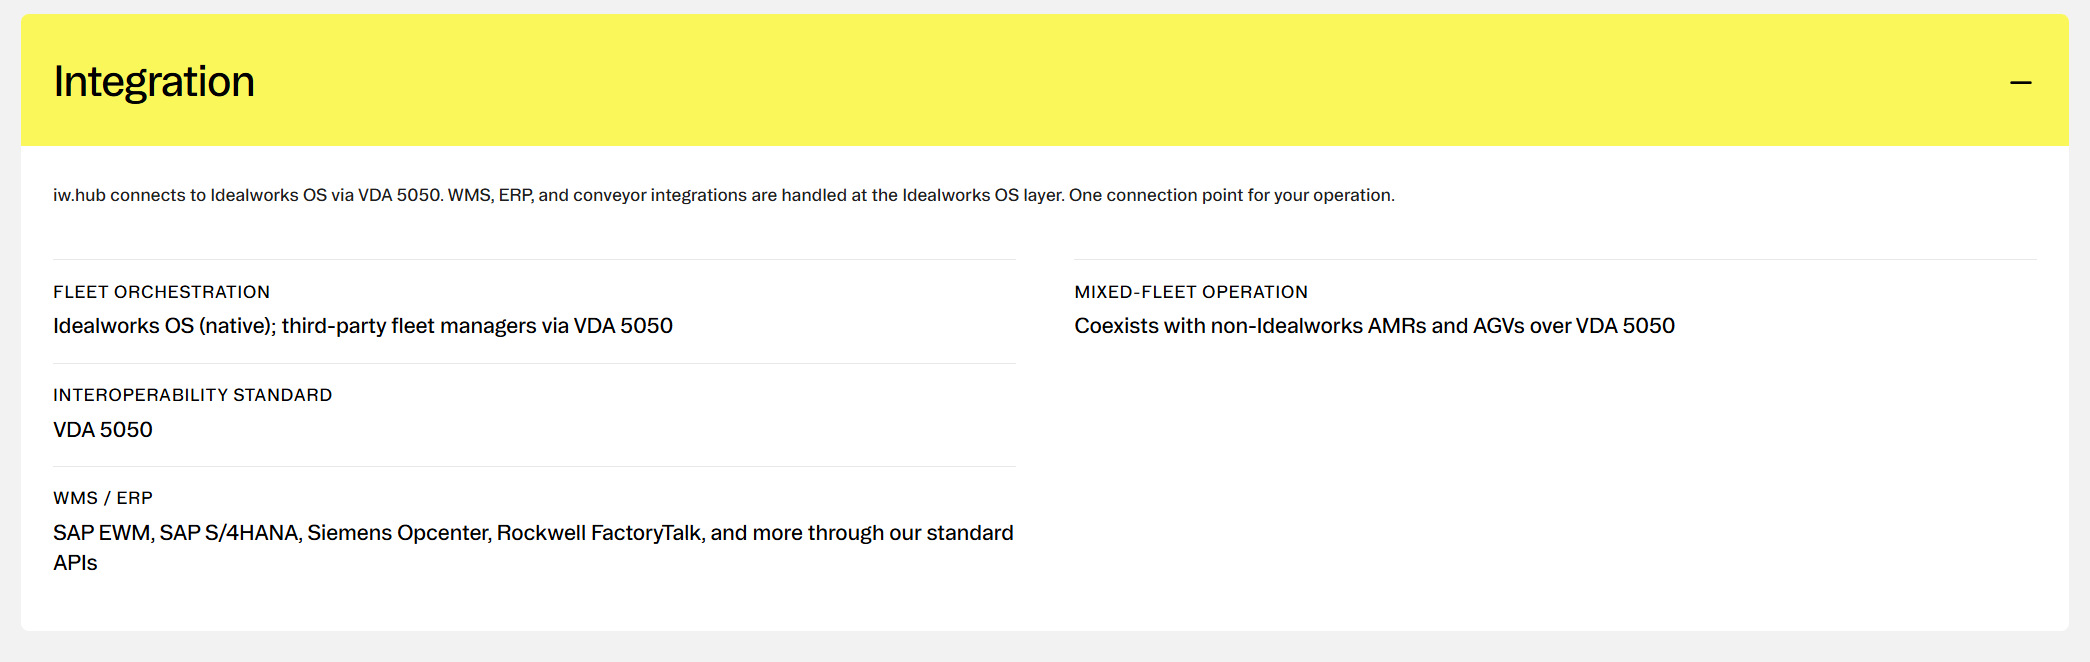 Integration
iw.hub connects to Idealworks OS via VDA 5050. WMS, ERP, and conveyor integrations are handled at the Idealworks OS layer. One connection point for your operation.
FLEET ORCHESTRATION
Idealworks OS (native); third-party fleet managers via VDA 5050
INTEROPERABILITY STANDARD
VDA 5050
WMS / ERP
SAP EWM, SAP S/4HANA, Siemens Opcenter, Rockwell FactoryTalk, and more through our standard
APIs
MIXED-FLEET OPERATION
Coexists with non-Idealworks AMRs and AGVs over VDA 5050